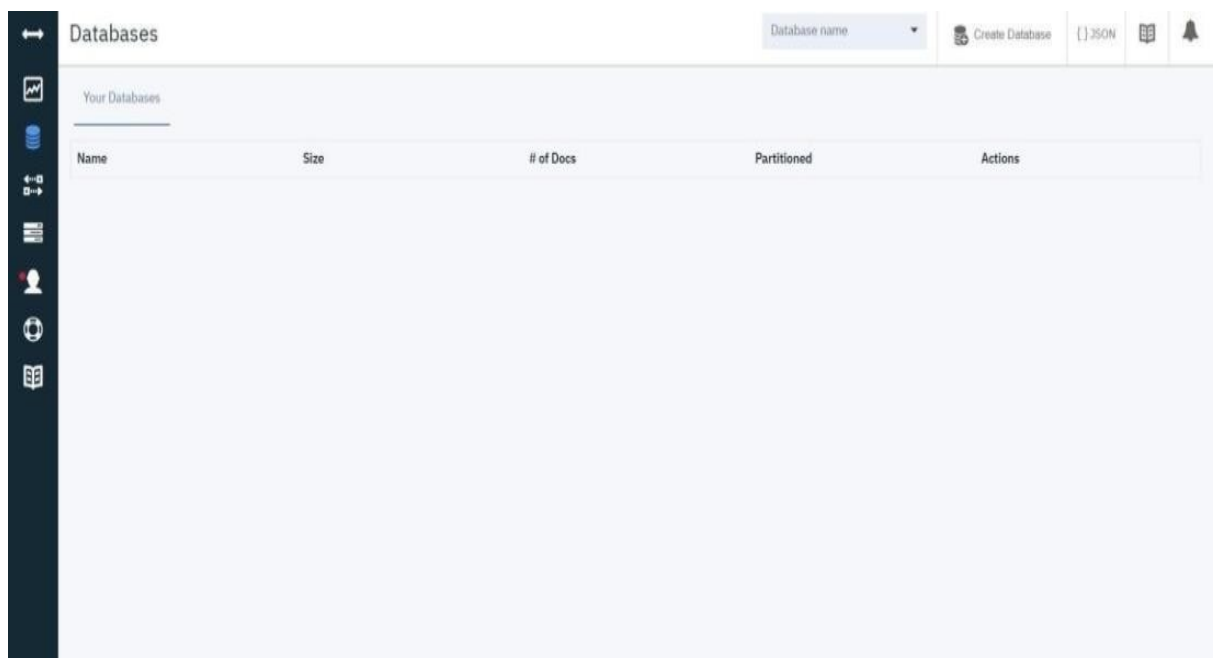 Databases
Database name
Create Database
{ } JSON
Your Databases
Name Size # of Docs Partitioned Actions